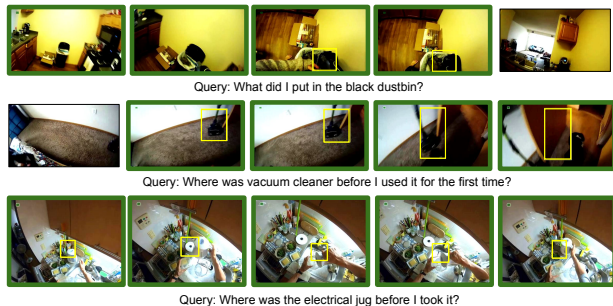 Query: What did I put in the black dustbin?
Query: Where was vacuum cleaner before I used it for the first time?
Query: Where was the electrical jug before I took it?